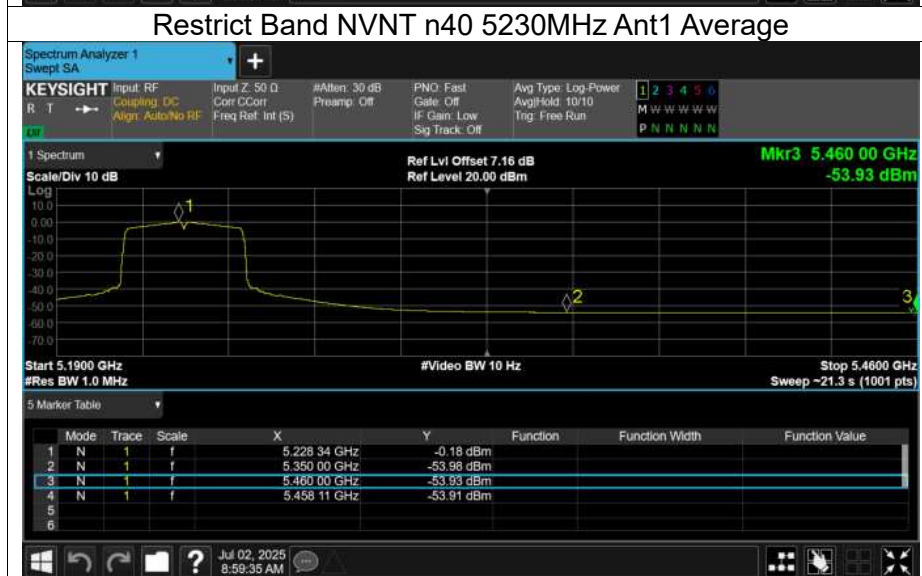 Restrict Band NVNT n40 5230MHz Ant1 Average
Spectrum Analyzer 1
Swept SA
+
KEYSIGHT Input: RF Input Z: 50 Ω #Atten: 30 dB PNO: Fast Avg Type: Log-Power 1 2 3 4 5 6
R T Coupling: DC Corr CCorr Preamp: Off Gate: Off Avg|Hold: 10/10 M W W W W W
Align: Auto/No RF Freq Ref: Int (S) IF Gain: Low Trig: Free Run
Sig Track: Off P N N N N N
1 Spectrum
Ref Lvl Offset 7.16 dB Mkr3 5.460 00 GHz
Scale/Div 10 dB Ref Level 20.00 dBm -53.93 dBm
Log
10.0
0.00
-10.0
-20.0
-30.0
-40.0
-50.0
-60.0
-70.0
1
2
3
Start 5.1900 GHz #Video BW 10 Hz Stop 5.4600 GHz
#Res BW 1.0 MHz Sweep ~21.3 s (1001 pts)
5 Marker Table
Mode Trace Scale X Y Function Function Width Function Value
1 N 1 f 5.228 34 GHz -0.18 dBm
2 N 1 f 5.350 00 GHz -53.98 dBm
3 N 1 f 5.460 00 GHz -53.93 dBm
4 N 1 f 5.458 11 GHz -53.91 dBm
5
6
? Jul 02, 2025
8:59:35 AM